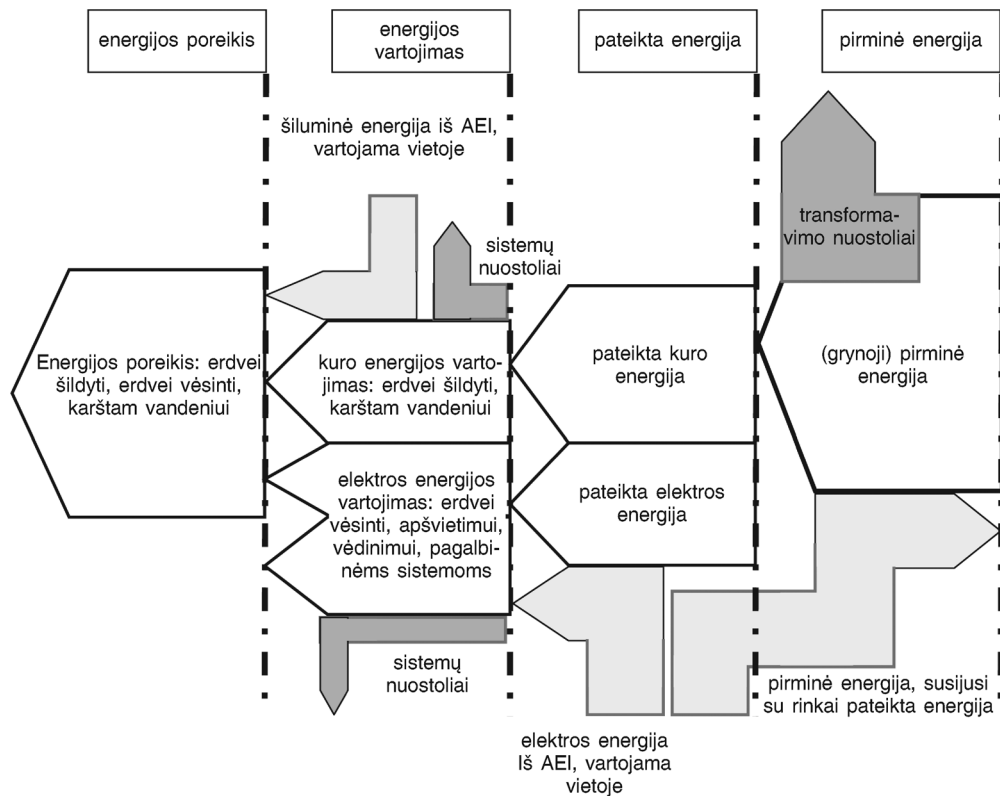 energijos poreikis
energijos
vartojimas
pateikta energija
pirminė energija
šiluminė energija iš AEI,
vartojama vietoje
sistemų
nuostoliai
transforma-
vimo nuostoliai
Energijos poreikis: erdvei
šildyti, erdvei vėsinti,
karštam vandeniui
kuro energijos varto-
jimas: erdvei šildyti,
karštam vandeniui
pateikta kuro
energija
(grynoji) pirminė
energija
elektros energijos
vartojimas: erdvei
vėsinti, apšvietimui,
vėdinimui, pagalbi-
nėms sistemoms
pateikta elektros
energija
sistemų
nuostoliai
pirminė energija, susijusi
su rinkai pateikta energija
elektros energija
Iš AEI, vartojama
vietoje